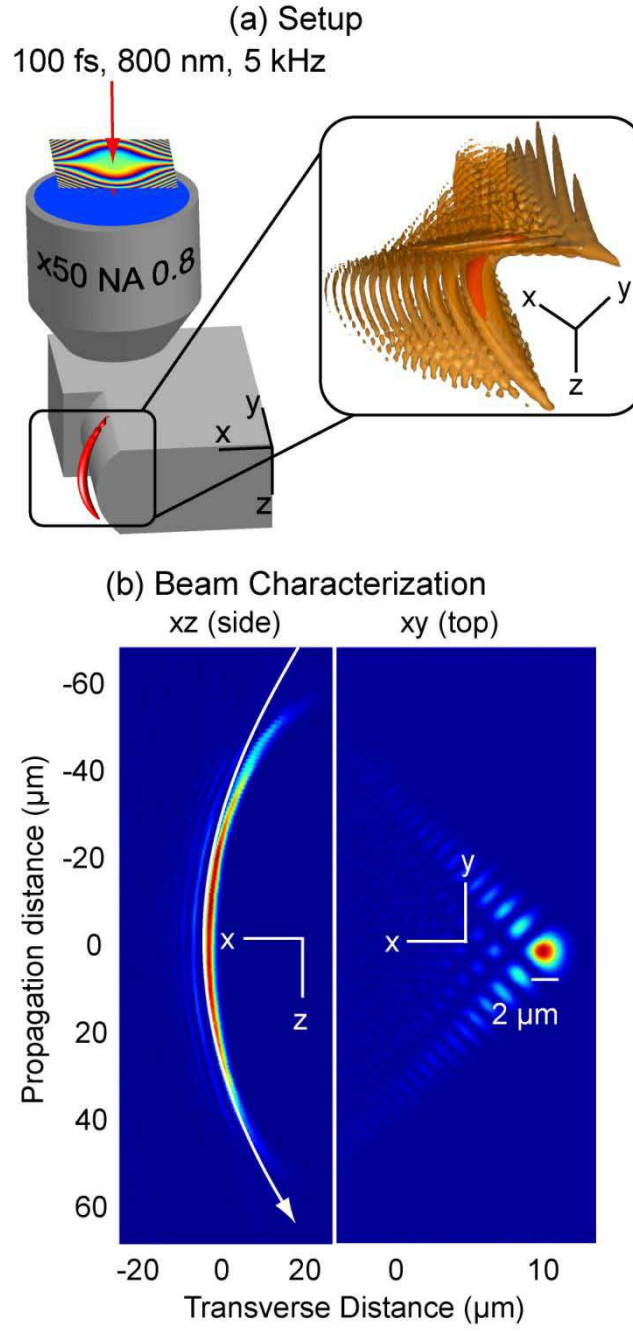 (a) Setup
100 fs, 800 nm, 5 kHz
x50 NA 0.8
x
y
z
x
y
z
(b) Beam Characterization
xz (side)
xy (top)
Propagation distance (µm)
-60
-40
-20
0
20
40
60
x
z
y
x
2 µm
-20
0
20
0
10
Transverse Distance (µm)